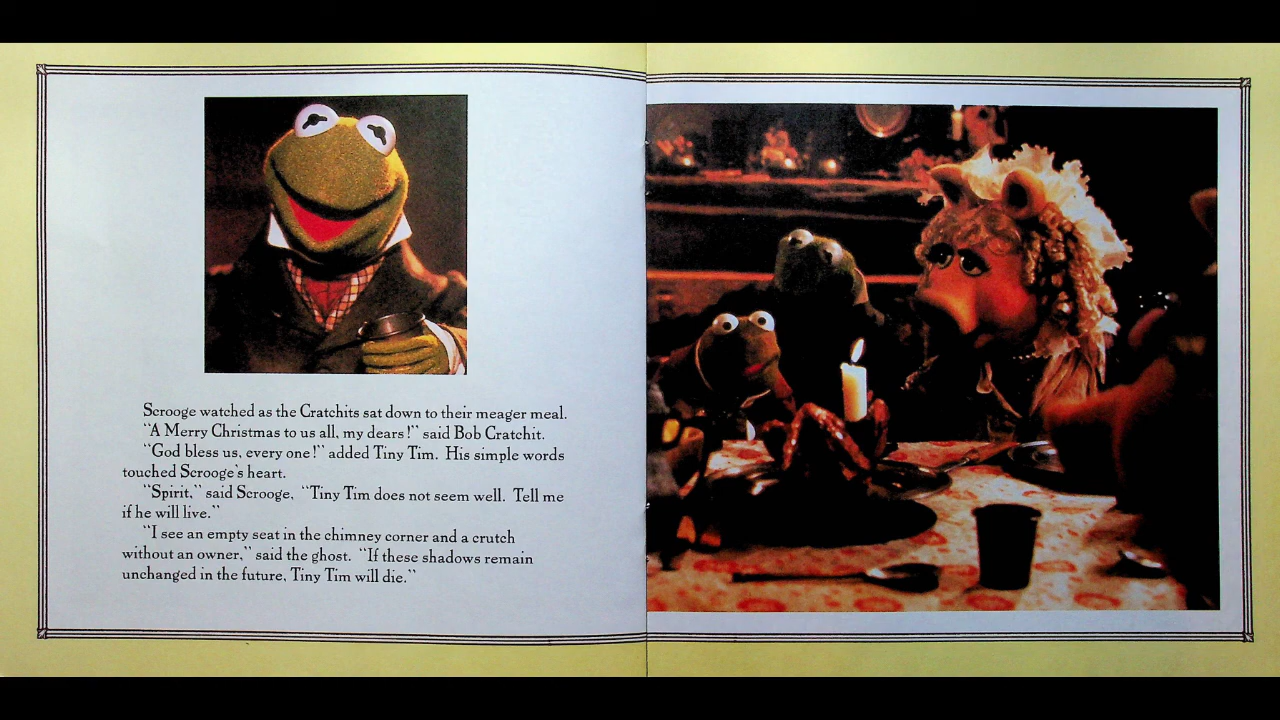 Scrooge watched as the Cratchits sat down to their meager meal.
"A Merry Christmas to us all, my dears!" said Bob Cratchit.
"God bless us, every one!" added Tiny Tim. His simple words
touched Scrooge's heart.
"Spirit," said Scrooge, "Tiny Tim does not seem well. Tell me
if he will live."
"I see an empty seat in the chimney corner and a crutch
without an owner," said the ghost. "If these shadows remain
unchanged in the future, Tiny Tim will die."